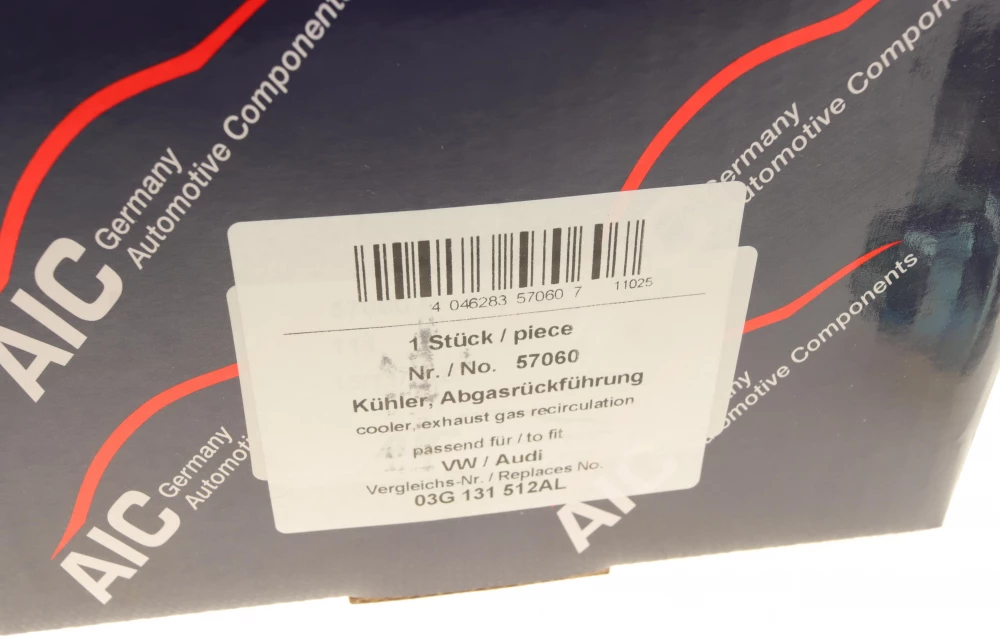 AIC Germany
Automotive Components
Germany
Automotive Compon
AIC Germany
Automoti
AIC
Automotive Components
4 046283 57060 7 11025
1 Stück / piece
Nr. / No. 57060
Kühler, Abgasrückführung
cooler, exhaust gas recirculation
passend für / to fit
VW / Audi
Vergleichs-Nr. / Replaces No.
03G 131 512AL